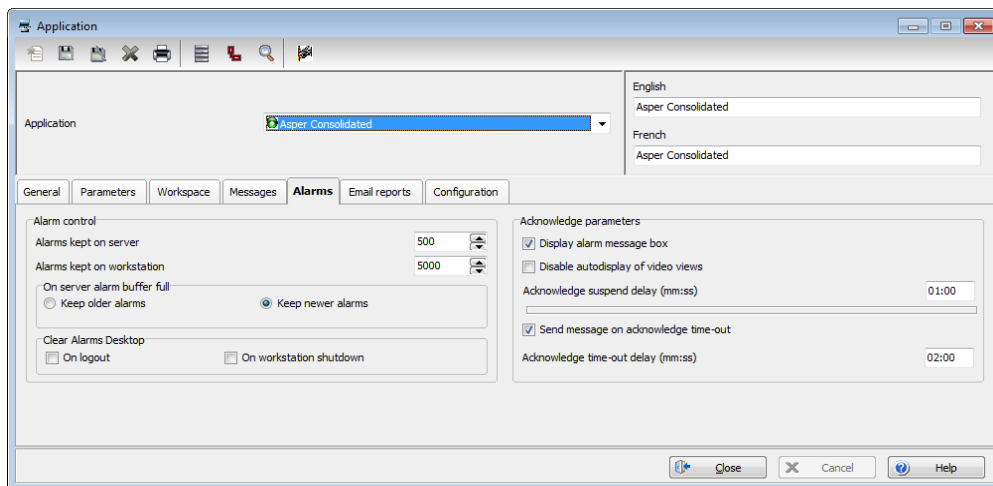 Application
English
Asper Consolidated
Application
Asper Consolidated
French
Asper Consolidated
General
Parameters
Workspace
Messages
Alarms
Email reports
Configuration
Alarm control
Alarms kept on server
500
Alarms kept on workstation
5000
On server alarm buffer full
Keep older alarms
Keep newer alarms
Clear Alarms Desktop
On logout
On workstation shutdown
Acknowledge parameters
Display alarm message box
Disable autodisplay of video views
Acknowledge suspend delay (mm:ss)
01:00
Send message on acknowledge time-out
Acknowledge time-out delay (mm:ss)
02:00
Close
Cancel
Help